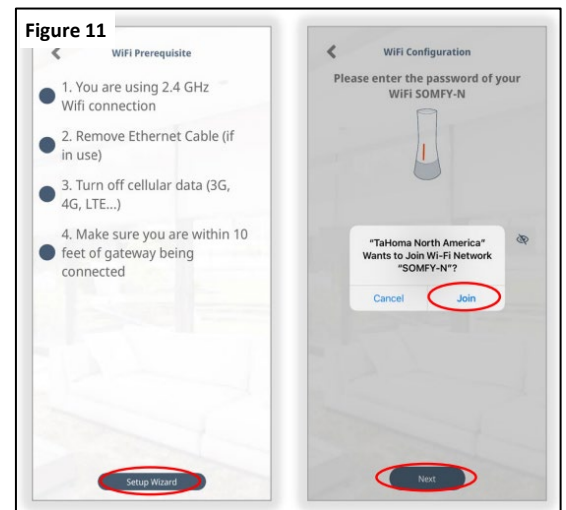 Figure 11
WiFi Prerequisite
1. You are using 2.4 GHz
Wifi connection
2. Remove Ethernet Cable (if
in use)
3. Turn off cellular data (3G,
4G, LTE...)
4. Make sure you are within 10
feet of gateway being
connected
Setup Wizard
WiFi Configuration
Please enter the password of your
WiFi SOMFY-N
"TaHoma North America"
Wants to Join Wi-Fi Network
"SOMFY-N"?
Cancel Join
Next